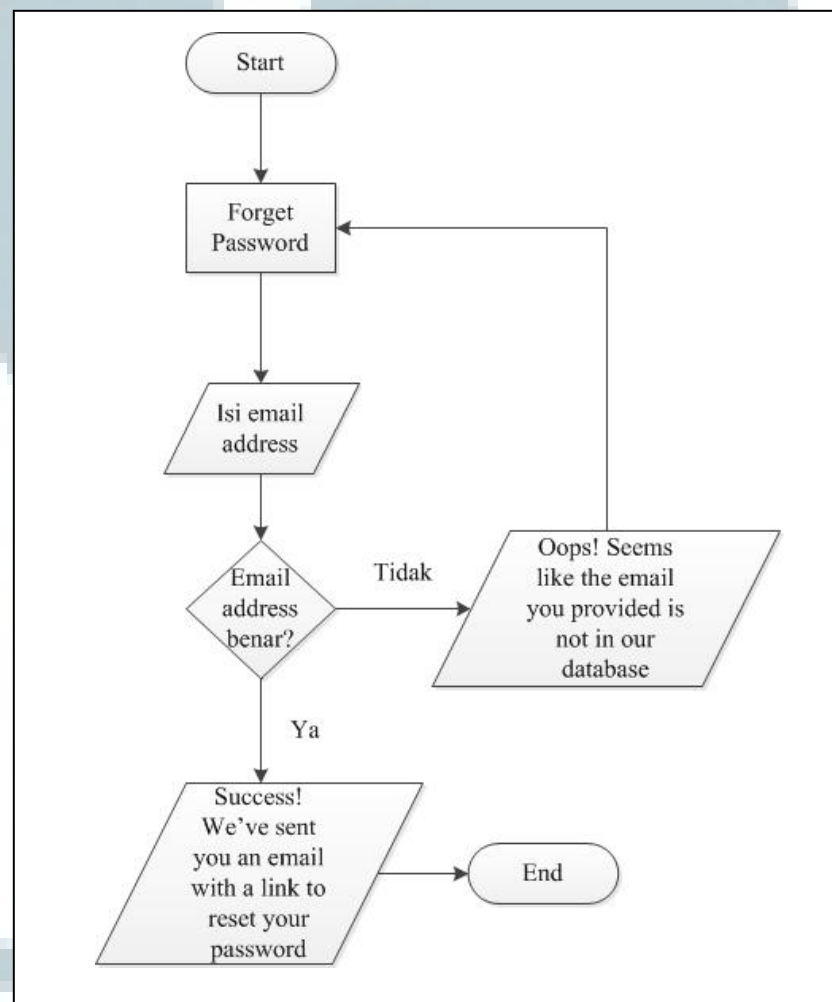 Start
Forget
Password
Isi email
address
Email
address
benar?
Tidak
Oops! Seems
like the email
you provided is
not in our
database
Ya
Success!
We've sent
you an email
with a link to
reset your
password
End